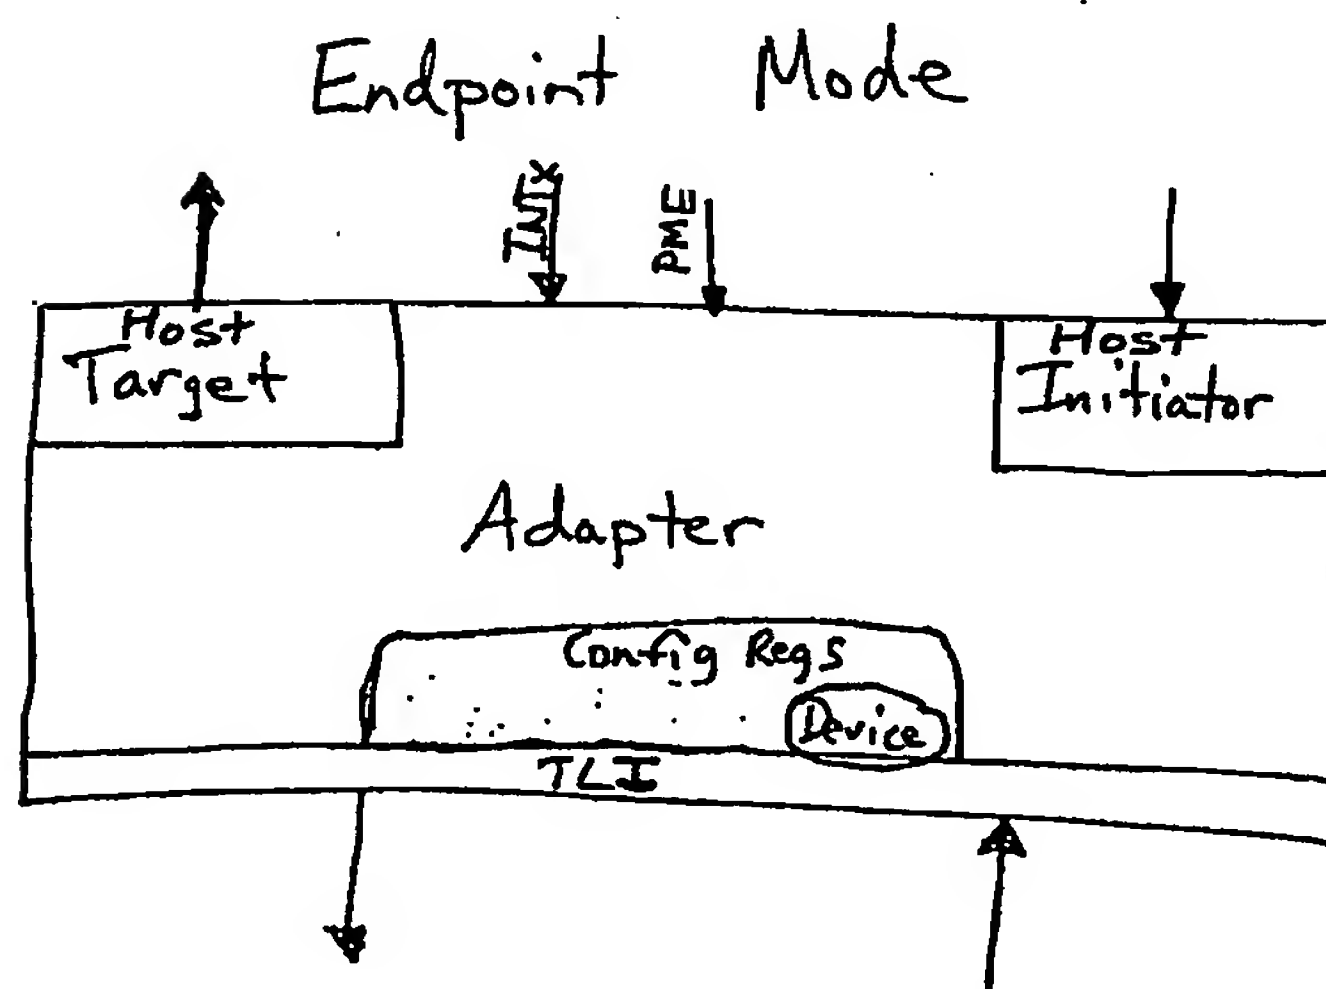 Endpoint Mode
INTx
PME
Host
Target
Host
Initiator
Adapter
Config Regs
Device
TLI